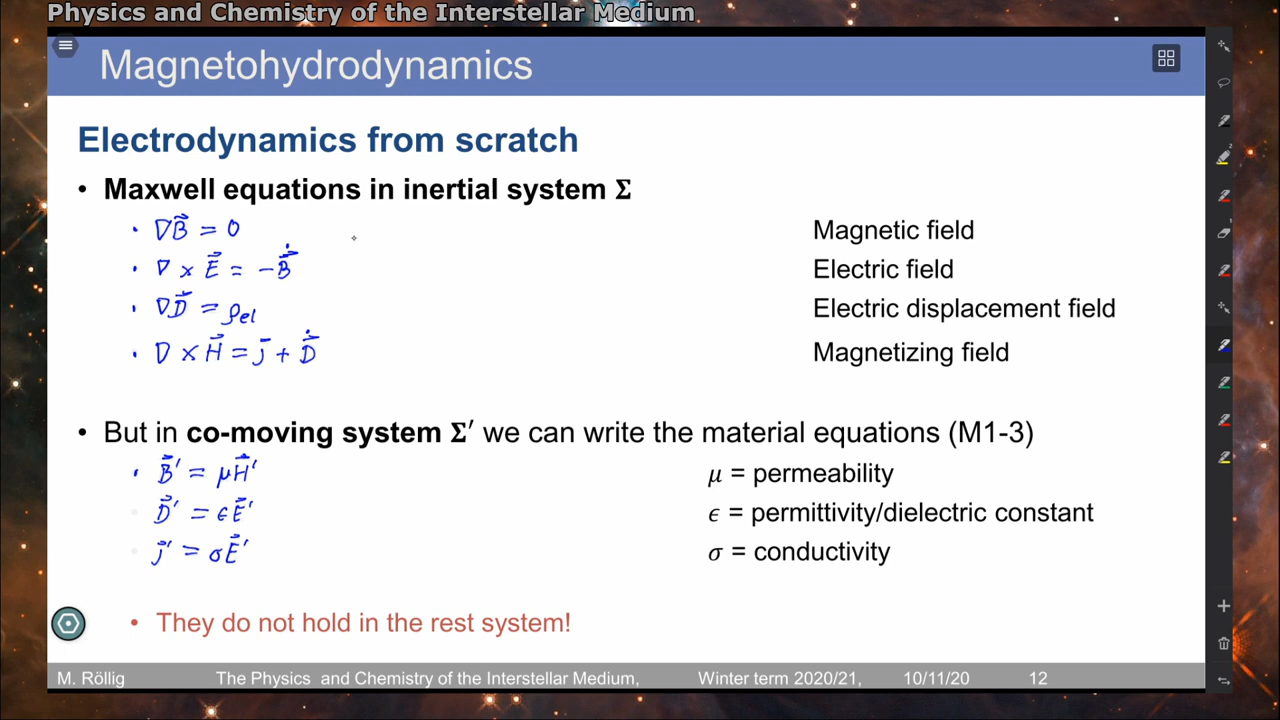 Physics and Chemistry of the Interstellar Medium
Magnetohydrodynamics
Electrodynamics from scratch
• Maxwell equations in inertial system Σ
• ∇B⃗ = 0 Magnetic field
• ∇ × E⃗ = −Ḃ⃗ Electric field
• ∇D⃗ = ρel Electric displacement field
• ∇ × H⃗ = j⃗ + Ḋ⃗ Magnetizing field
• But in co-moving system Σ′ we can write the material equations (M1-3)
• B⃗′ = μH⃗′ μ = permeability
• D⃗′ = ϵE⃗′ ϵ = permittivity/dielectric constant
• j⃗′ = σE⃗′ σ = conductivity
• They do not hold in the rest system!
M. Röllig The Physics and Chemistry of the Interstellar Medium, Winter term 2020/21, 10/11/20 12